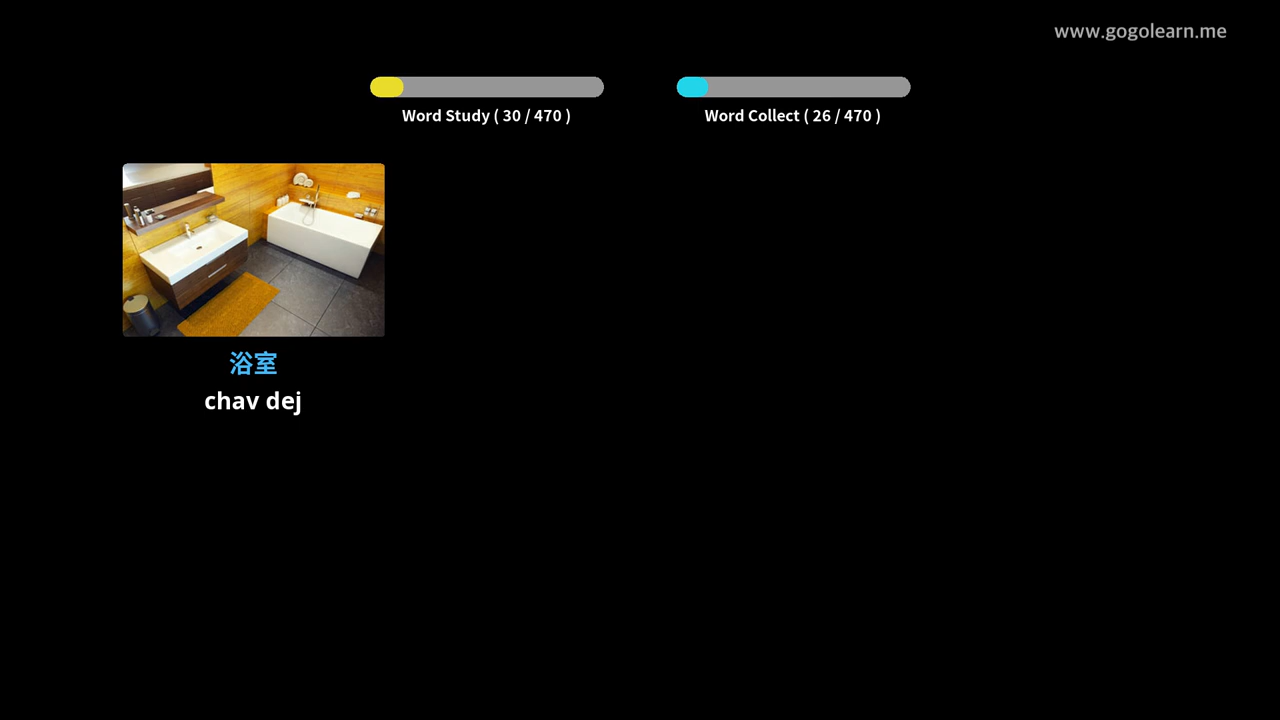 www.gogolearn.me
Word Study ( 30 / 470 )
Word Collect ( 26 / 470 )
浴室
chav dej